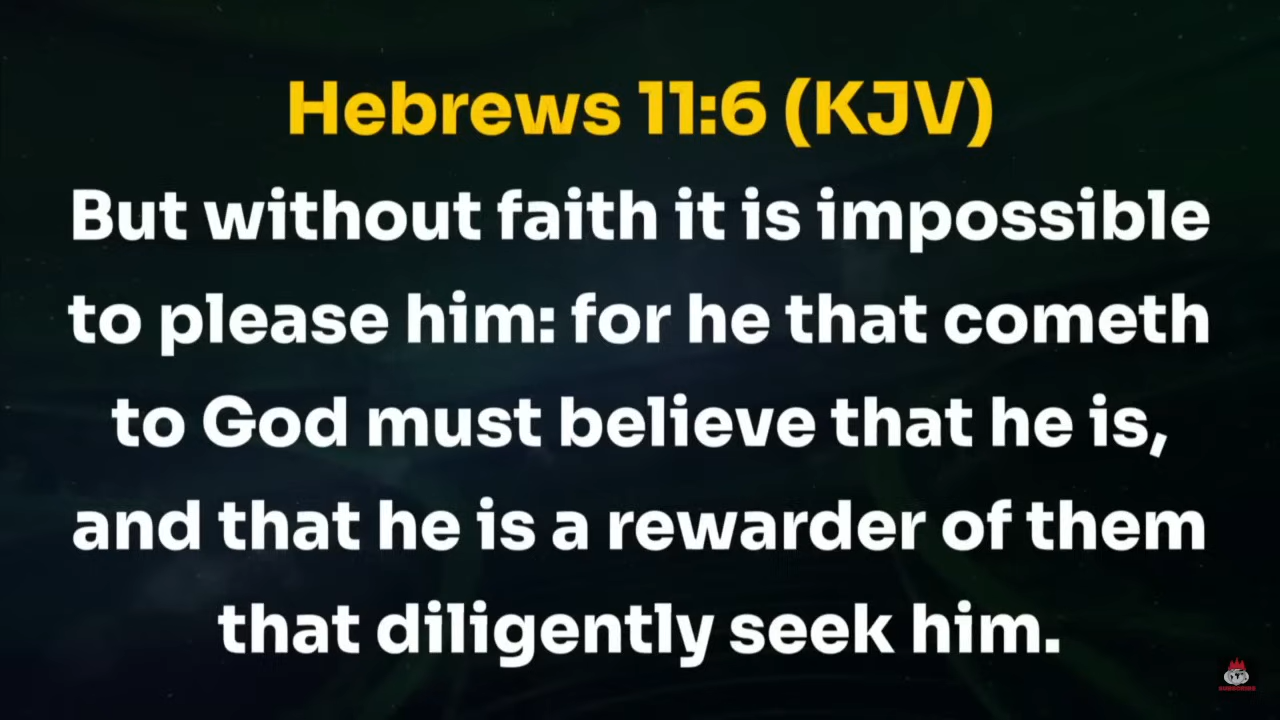 Hebrews 11:6 (KJV)
But without faith it is impossible
to please him: for he that cometh
to God must believe that he is,
and that he is a rewarder of them
that diligently seek him.